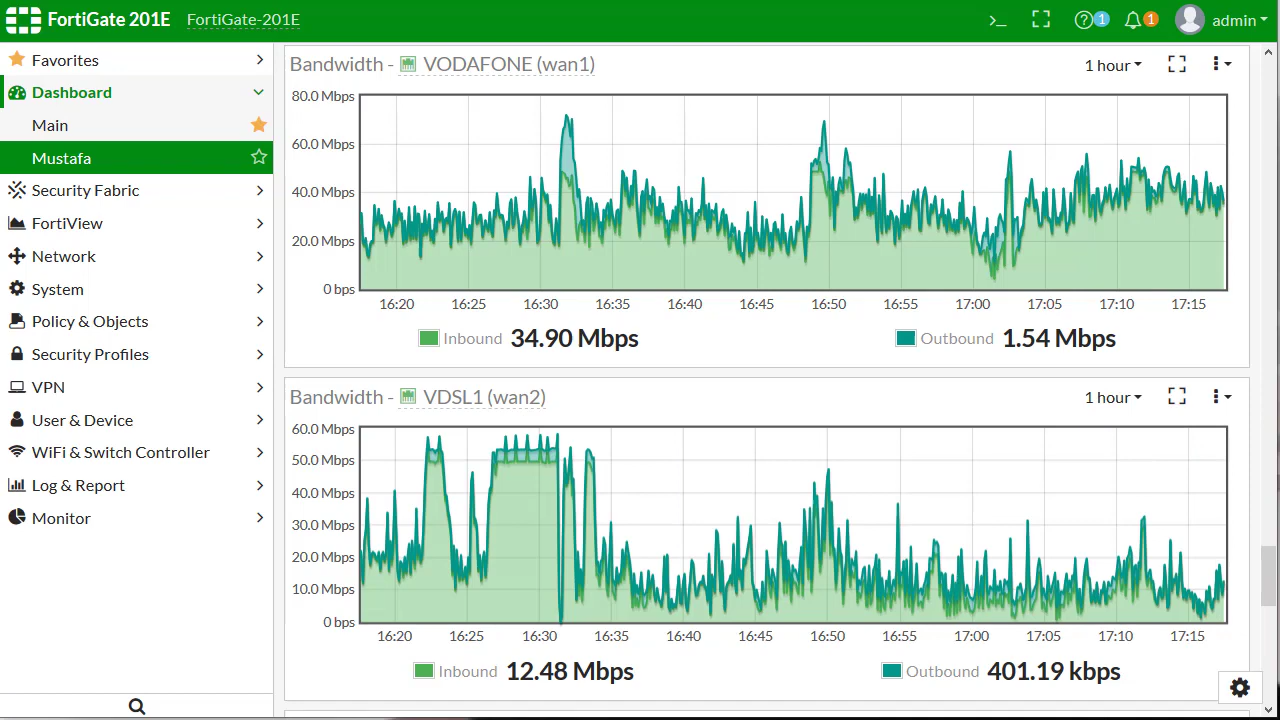 FortiGate 201E FortiGate-201E >_ 1 1 admin
Favorites
Dashboard
Main
Mustafa
Security Fabric
FortiView
Network
System
Policy & Objects
Security Profiles
VPN
User & Device
WiFi & Switch Controller
Log & Report
Monitor
Bandwidth - VODAFONE (wan1) 1 hour
80.0 Mbps
60.0 Mbps
40.0 Mbps
20.0 Mbps
0 bps
16:20 16:25 16:30 16:35 16:40 16:45 16:50 16:55 17:00 17:05 17:10 17:15
Inbound 34.90 Mbps Outbound 1.54 Mbps
Bandwidth - VDSL1 (wan2) 1 hour
60.0 Mbps
50.0 Mbps
40.0 Mbps
30.0 Mbps
20.0 Mbps
10.0 Mbps
0 bps
16:20 16:25 16:30 16:35 16:40 16:45 16:50 16:55 17:00 17:05 17:10 17:15
Inbound 12.48 Mbps Outbound 401.19 kbps